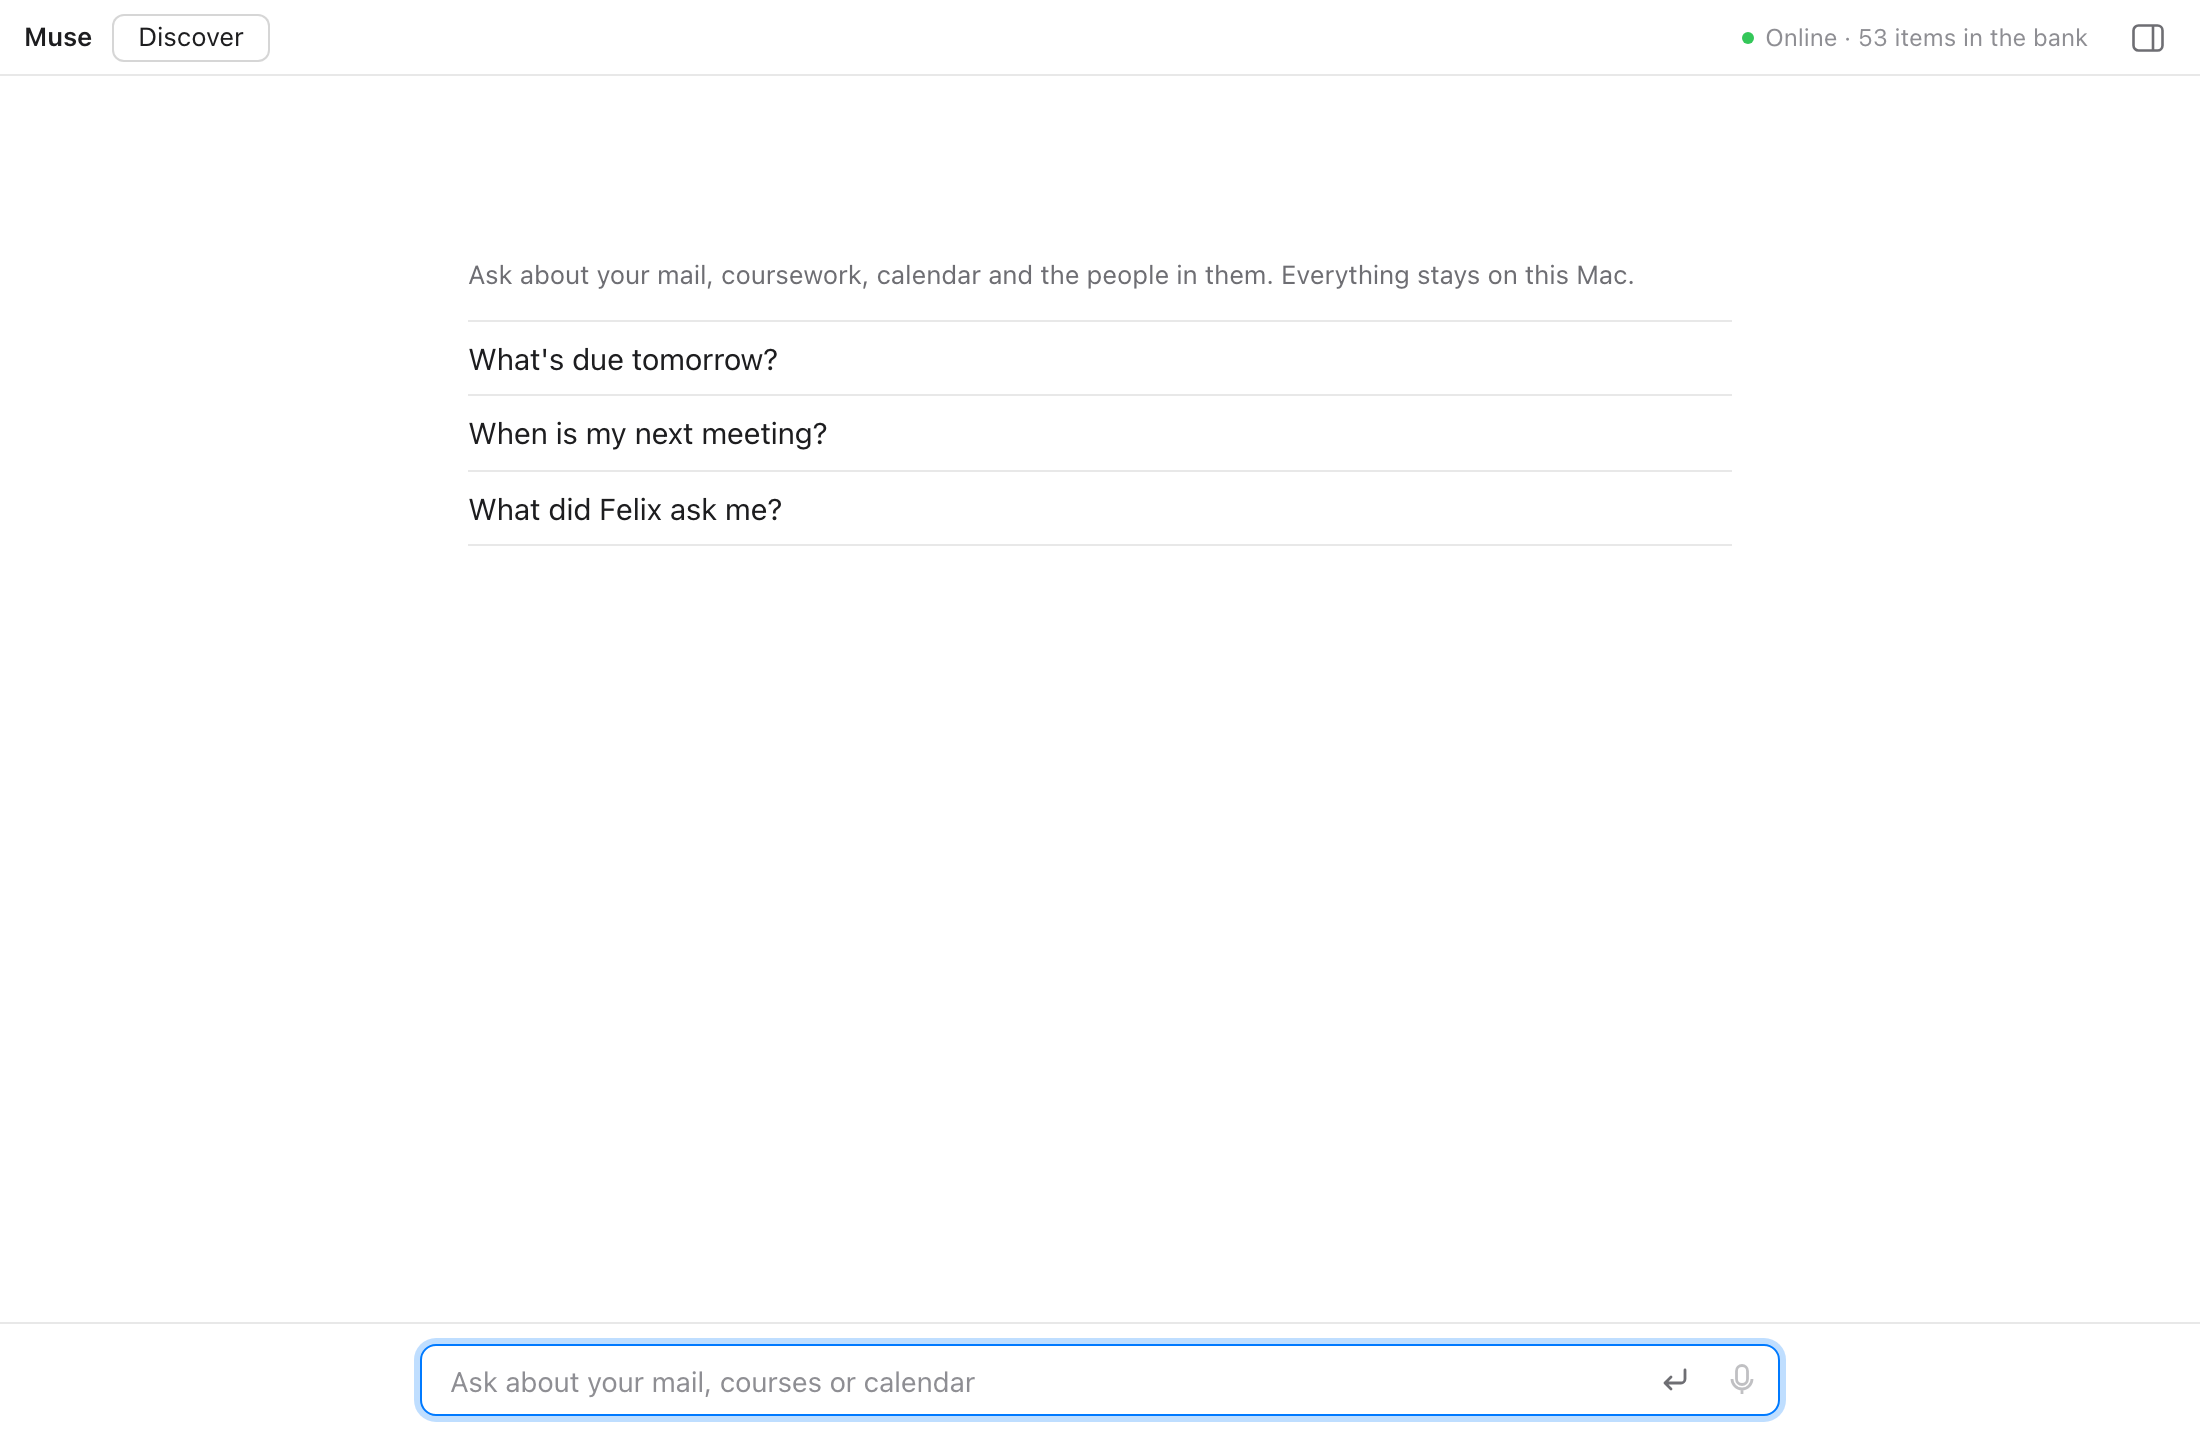 Muse
Discover
Online · 53 items in the bank
Ask about your mail, coursework, calendar and the people in them. Everything stays on this Mac.
What's due tomorrow?
When is my next meeting?
What did Felix ask me?
Ask about your mail, courses or calendar